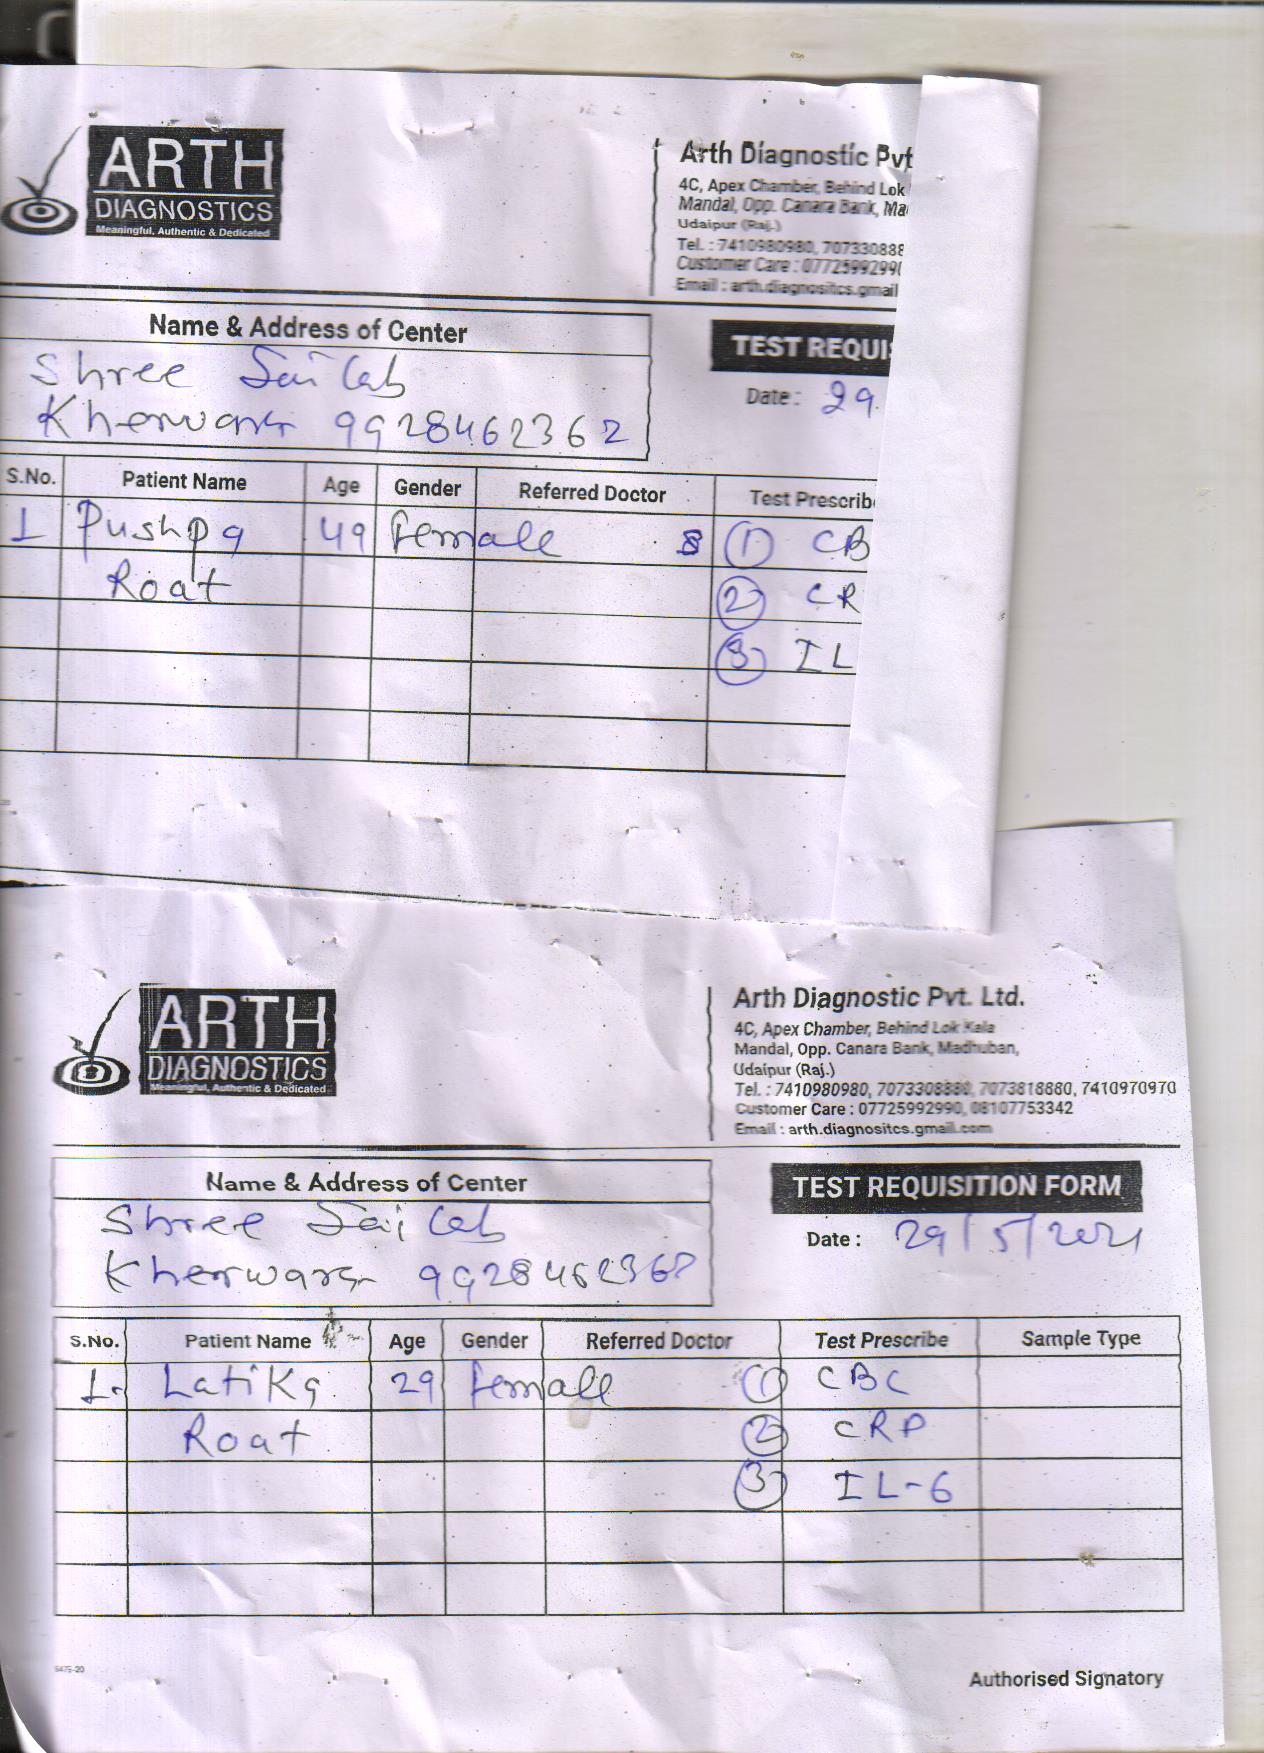 ARTH
DIAGNOSTICS
Meaningful, Authentic & Dedicated
Arth Diagnostic Pvt
4C, Apex Chamber, Behind Lok
Mandal, Opp. Canara Bank, Ma
Udaipur (Raj.)
Tel. : 7410980980, 707330888
Customer Care : 0772599299
Email : arth.diagnositcs.gmail
Name & Address of Center
Shree Sai Lab
Kherwara 9928462362
TEST REQUI
Date : 29
S.No. Patient Name Age Gender Referred Doctor Test Prescrib
1 Pushpa 49 Female (1) CB
Roat (2) CR
(3) IL
ARTH
DIAGNOSTICS
Meaningful, Authentic & Dedicated
Arth Diagnostic Pvt. Ltd.
4C, Apex Chamber, Behind Lok Kala
Mandal, Opp. Canara Bank, Madhuban,
Udaipur (Raj.)
Tel. : 7410980980, 7073308880, 7073818880, 7410970970
Customer Care : 07725992990, 08107753342
Email : arth.diagnositcs.gmail.com
Name & Address of Center
Shree Sai Lab
Kherwara 9928462362
TEST REQUISITION FORM
Date : 29/5/2021
S.No. Patient Name Age Gender Referred Doctor Test Prescribe Sample Type
1. Latika 29 Female (1) CBC
Roat (2) CRP
(3) IL-6
Authorised Signatory